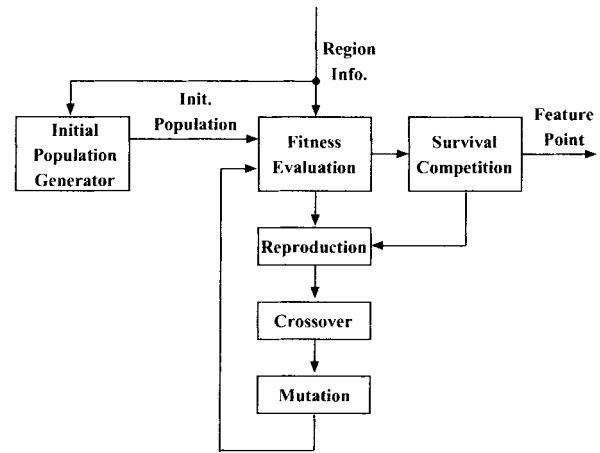 Region
Info.
Init.
Population
Initial
Population
Generator
Fitness
Evaluation
Survival
Competition
Feature
Point
Reproduction
Crossover
Mutation